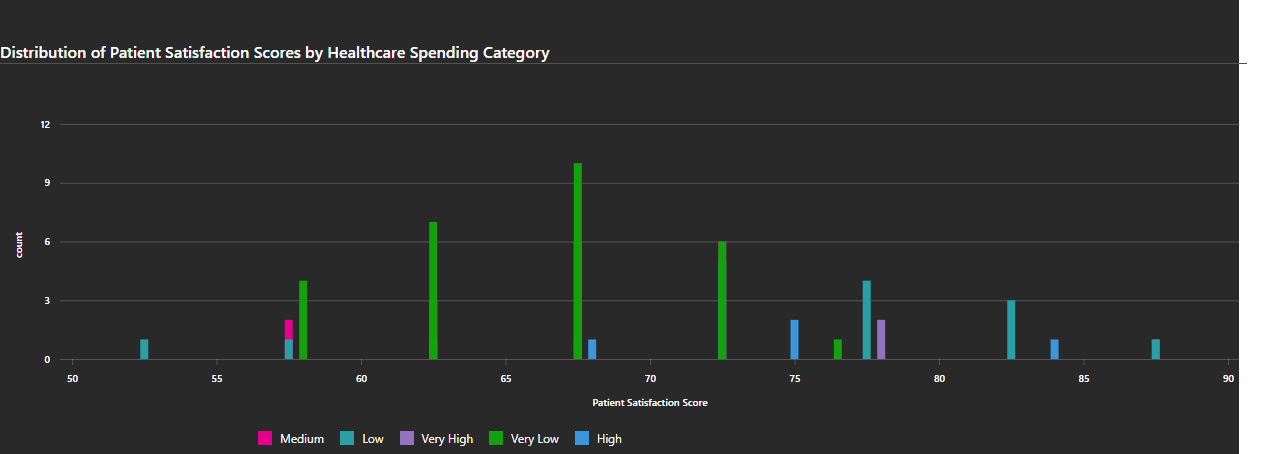 Distribution of Patient Satisfaction Scores by Healthcare Spending Category
12
9
6
3
0
count
50 55 60 65 70 75 80 85 90
Patient Satisfaction Score
Medium Low Very High Very Low High